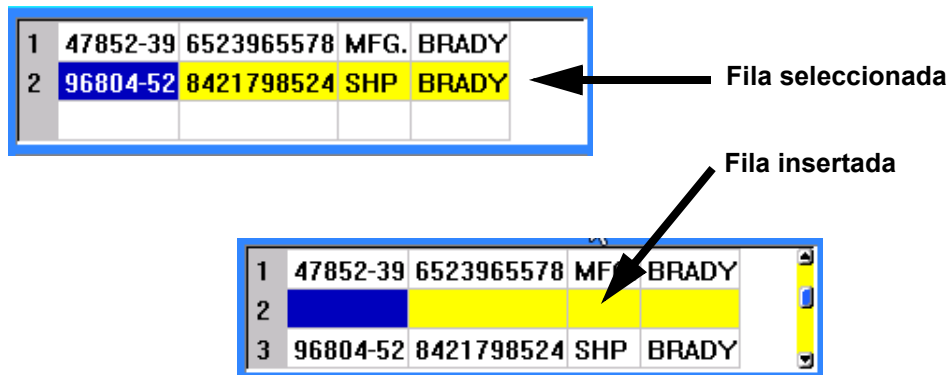 1 47852-39 6523965578 MFG. BRADY
2 96804-52 8421798524 SHP BRADY
Fila seleccionada
Fila insertada
1 47852-39 6523965578 MF BRADY
2
3 96804-52 8421798524 SHP BRADY